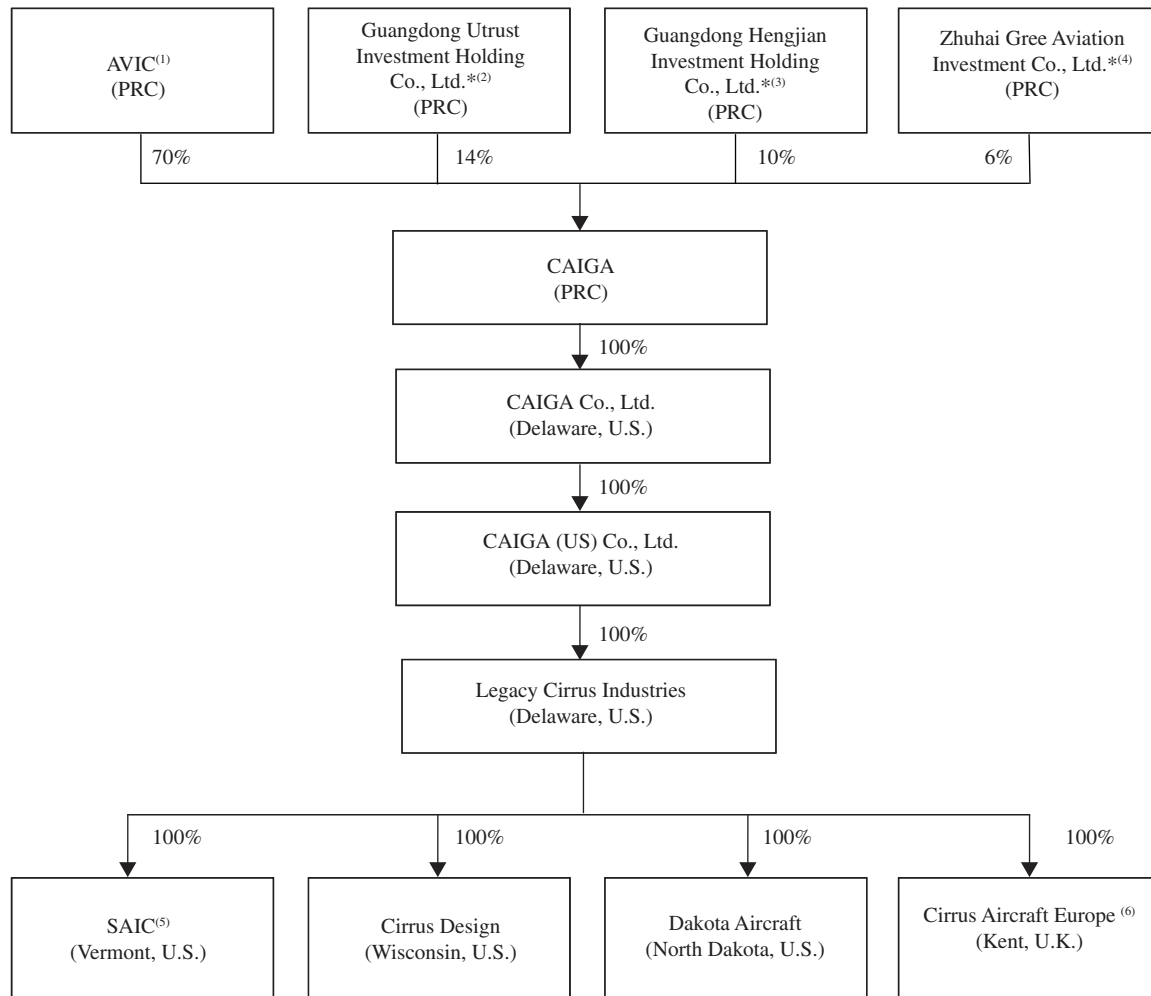 AVIC(1)
(PRC)
Guangdong Utrust
Investment Holding
Co., Ltd.*(2)
(PRC)
Guangdong Hengjian
Investment Holding
Co., Ltd.*(3)
(PRC)
Zhuhai Gree Aviation
Investment Co., Ltd.*(4)
(PRC)
70%
14%
10%
6%
CAIGA
(PRC)
100%
CAIGA Co., Ltd.
(Delaware, U.S.)
100%
CAIGA (US) Co., Ltd.
(Delaware, U.S.)
100%
Legacy Cirrus Industries
(Delaware, U.S.)
100%
100%
100%
100%
SAIC(5)
(Vermont, U.S.)
Cirrus Design
(Wisconsin, U.S.)
Dakota Aircraft
(North Dakota, U.S.)
Cirrus Aircraft Europe (6)
(Kent, U.K.)